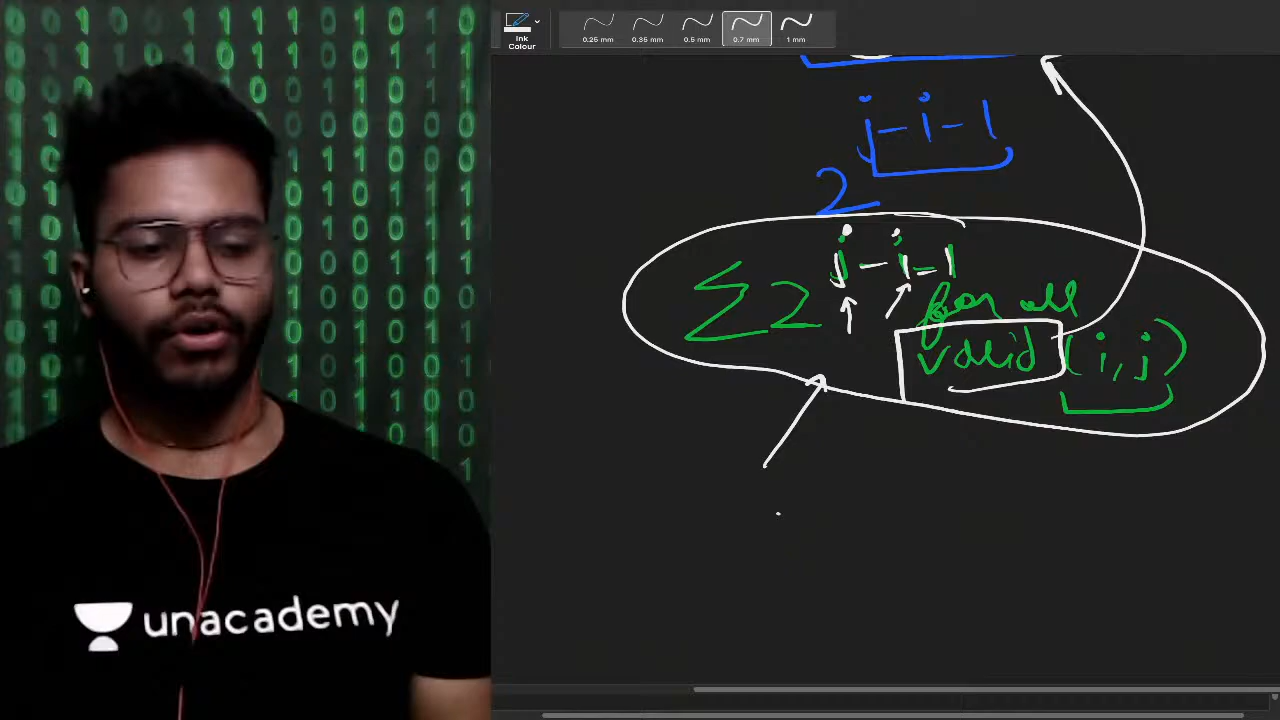 Ink
Colour
0.25 mm
0.35 mm
0.5 mm
0.7 mm
1 mm
j-i-1
2
∑2 j-i-1
for all
valid (i,j)
unacademy